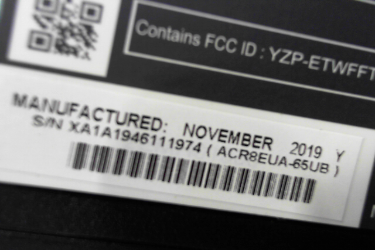 Contains FCC ID : YZP-ETWFFT
MANUFACTURED: NOVEMBER 2019 Y
S/N XA1A1946111974 ( ACR8EUA-65UB )